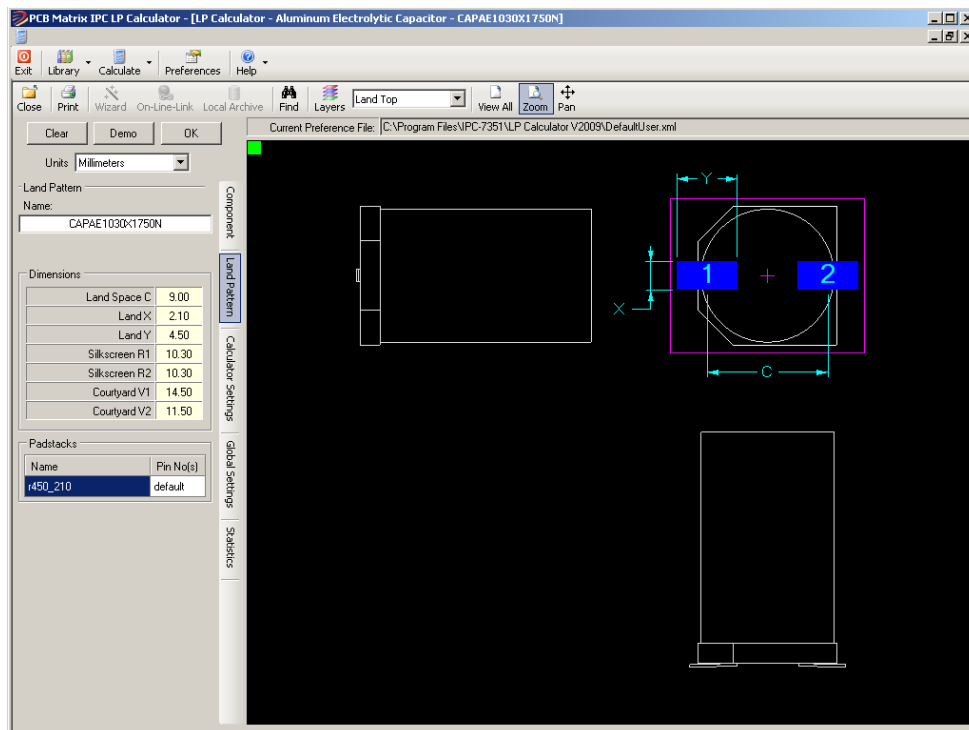 PCB Matrix IPC LP Calculator - [LP Calculator - Aluminum Electrolytic Capacitor - CAPAE1030X1750N]
Exit Library Calculate Preferences Help
Close Print Wizard On-Line-Link Local Archive Find Layers Land Top View All Zoom Pan
Clear Demo OK
Current Preference File: C:\Program Files\IPC-7351\LP Calculator V2009\DefaultUser.xml
Units Millimeters
Land Pattern
Name:
CAPAE1030X1750N
Dimensions
Land Space C 9.00
Land X 2.10
Land Y 4.50
Silkscreen R1 10.30
Silkscreen R2 10.30
Courtyard V1 14.50
Courtyard V2 11.50
Padstacks
Name Pin No(s)
r450_210 default
Component
Land Pattern
Calculator Settings
Global Settings
Statistics
Y
1 2
X
C